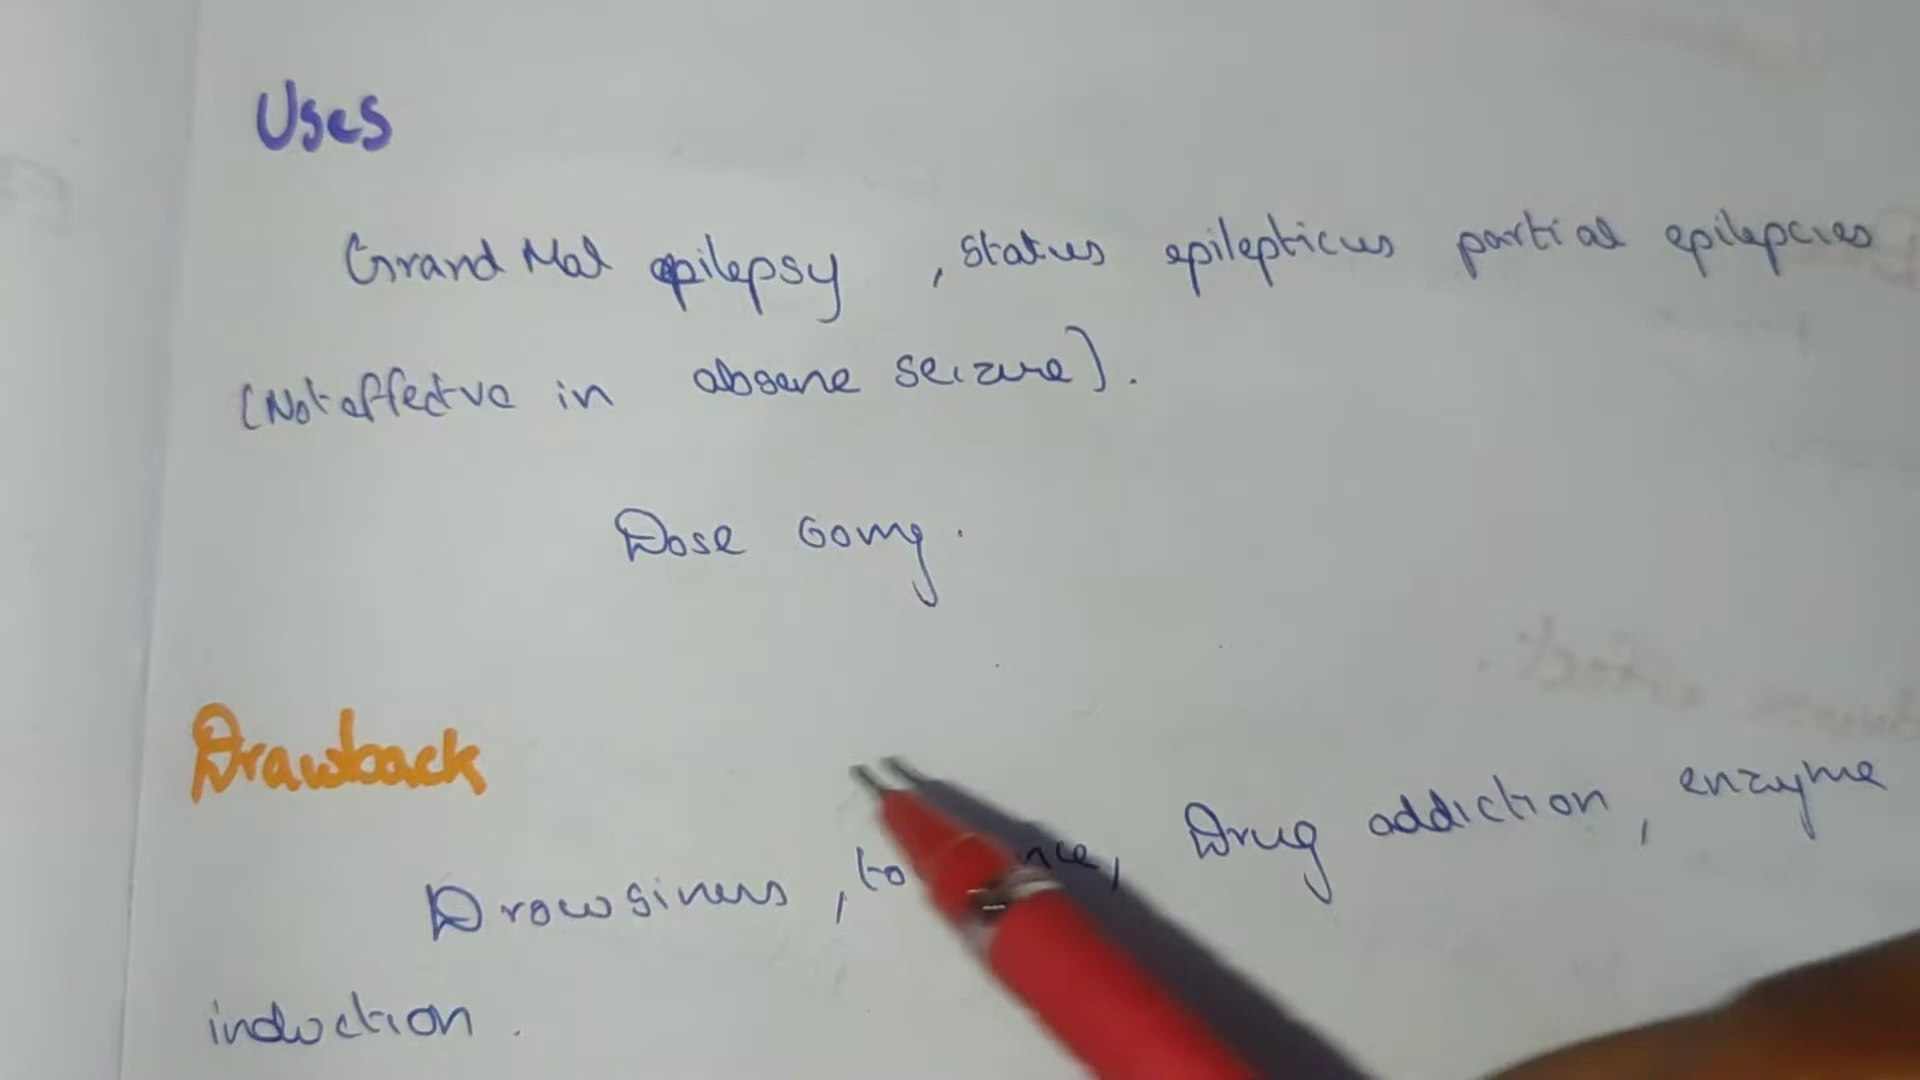 Uses
Grand Mal epilepsy , Status epilepticus partial epilepcies
(Not effective in absene seizure).
Dose 60mg.
Drawback
Drowsiness , Drug addiction, enzyme
induction.